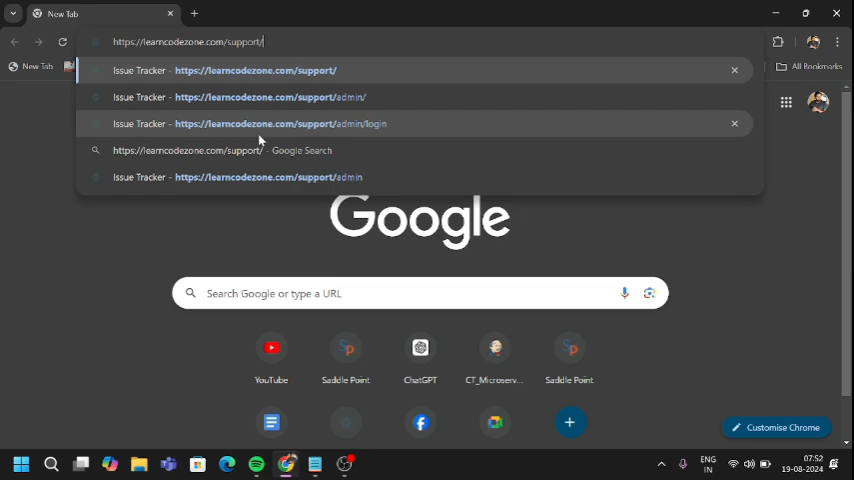 New Tab
https://learncodezone.com/support/
Issue Tracker - https://learncodezone.com/support/
Issue Tracker - https://learncodezone.com/support/admin/
Issue Tracker - https://learncodezone.com/support/admin/login
https://learncodezone.com/support/ - Google Search
Issue Tracker - https://learncodezone.com/support/admin
New Tab
All Bookmarks
Google
Search Google or type a URL
YouTube
Saddle Point
ChatGPT
CT_Microserv...
Saddle Point
Customise Chrome
ENG
IN
07:52
19-08-2024